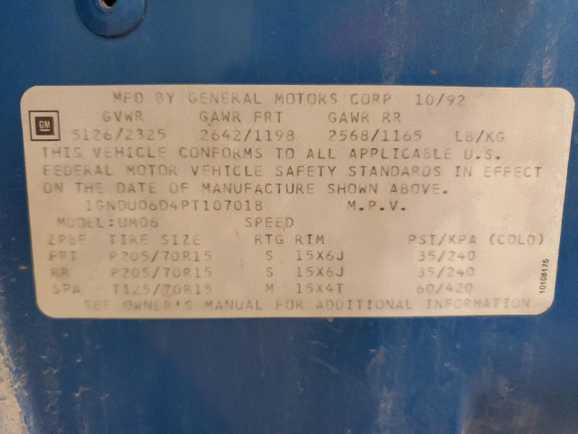 MFD BY GENERAL MOTORS CORP 10/92
GM
GVWR GAWR FRT GAWR RR
5126/2325 2642/1198 2568/1165 LB/KG
THIS VEHICLE CONFORMS TO ALL APPLICABLE U.S.
FEDERAL MOTOR VEHICLE SAFETY STANDARDS IN EFFECT
ON THE DATE OF MANUFACTURE SHOWN ABOVE.
1GNDU06D4PT107018 M.P.V.
MODEL: UM06 SPEED
TIRE SIZE RTG RIM PSI/KPA (COLD)
FRT P205/70R15 S 15X6J 35/240
RR P205/70R15 S 15X6J 35/240
SPA T125/70R15 M 15X4T 60/420
SEE OWNER'S MANUAL FOR ADDITIONAL INFORMATION
10108176